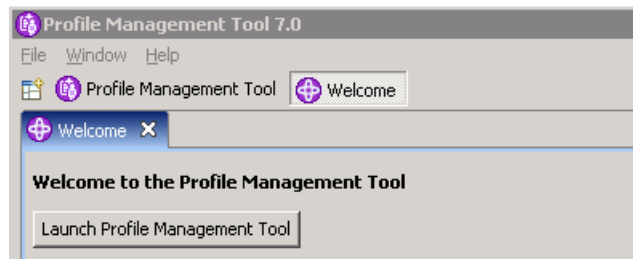 Profile Management Tool 7.0
File Window Help
Profile Management Tool Welcome
Welcome
Welcome to the Profile Management Tool
Launch Profile Management Tool